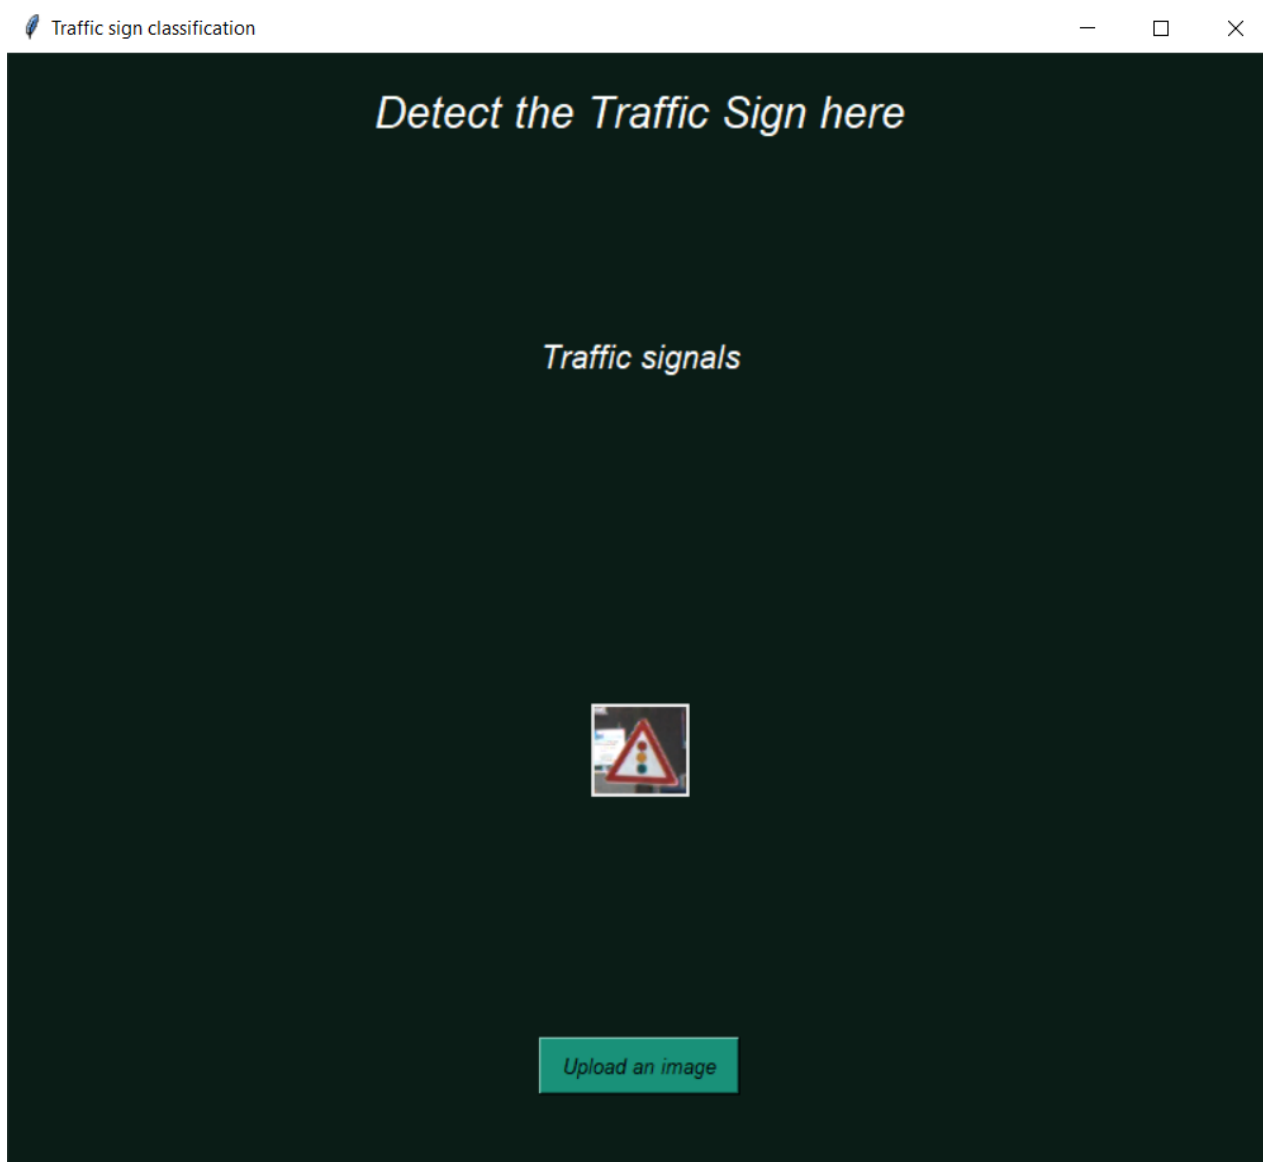 Traffic sign classification
Detect the Traffic Sign here
Traffic signals
Upload an image